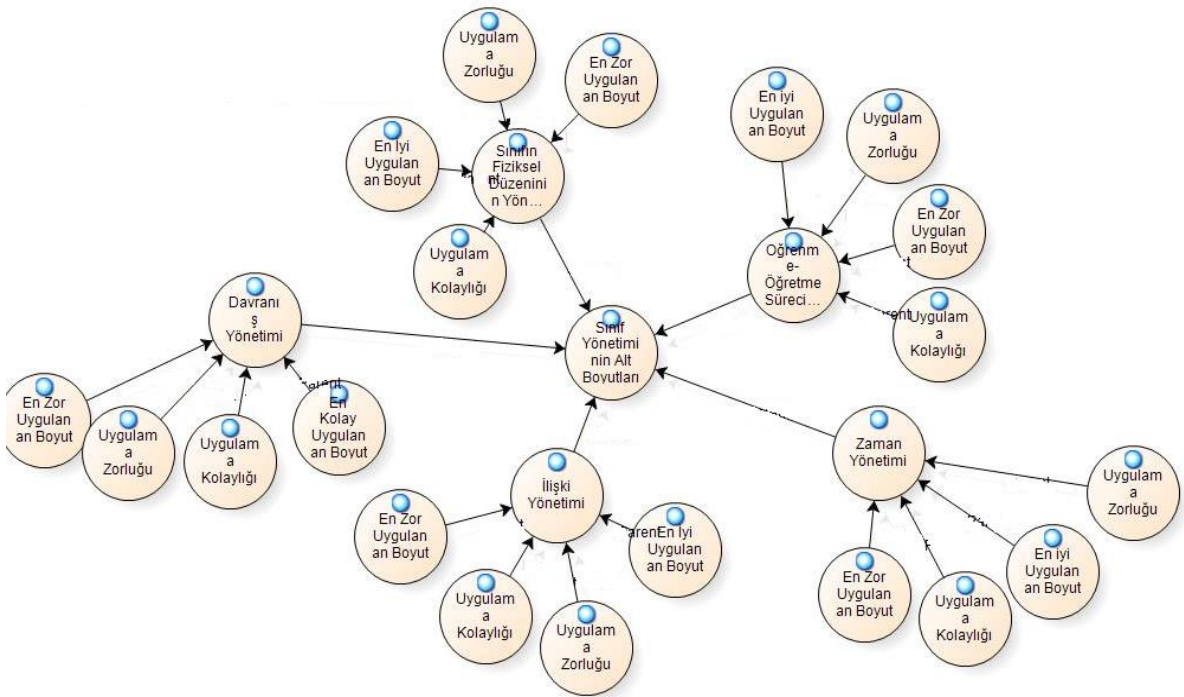 Uygulam
a
Zorluğu
En Zor
Uygulan
an Boyut
En İyi
Uygulan
an Boyut
Sınıfın
Fiziksel
Düzenini
n Yön...
Uygulam
a
Kolaylığı
En iyi
Uygulan
an Boyut
Uygulam
a
Zorluğu
En Zor
Uygulan
an Boyut
Öğrenm
e-
Öğretme
Süreci...
Uygulam
a
Kolaylığı
Davranı
ş
Yönetimi
Sınıf
Yönetimi
nin Alt
Boyutları
En Zor
Uygulan
an Boyut
Uygulam
a
Zorluğu
Uygulam
a
Kolaylığı
En
Kolay
Uygulan
an Boyut
İlişki
Yönetimi
En Zor
Uygulan
an Boyut
Uygulam
a
Kolaylığı
Uygulam
a
Zorluğu
En İyi
Uygulan
an Boyut
Zaman
Yönetimi
Uygulam
a
Zorluğu
En iyi
Uygulan
an Boyut
En Zor
Uygulan
an Boyut
Uygulam
a
Kolaylığı